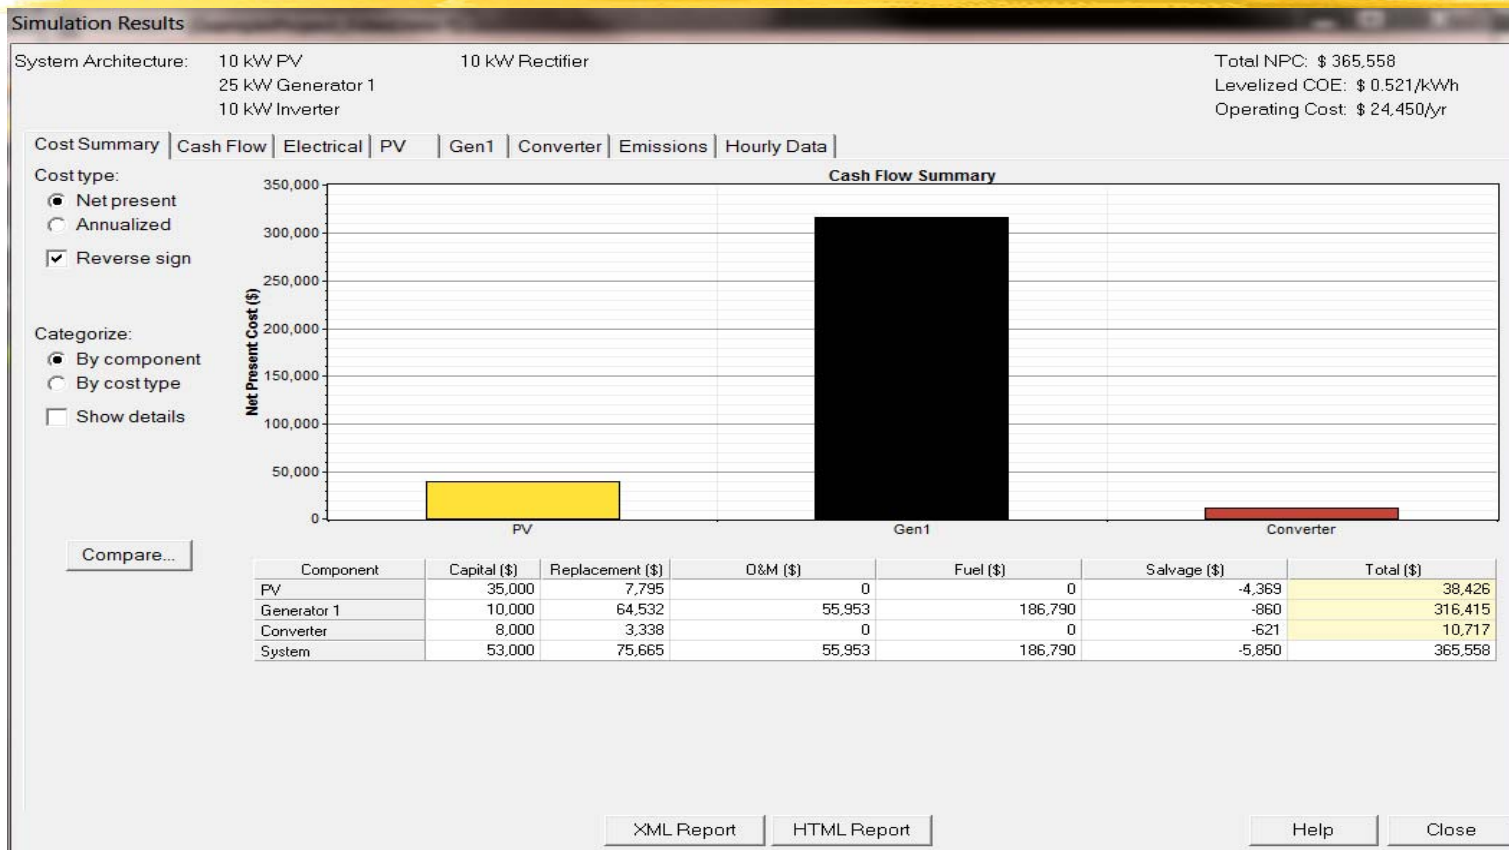 Simulation Results
System Architecture: 10 kW PV 10 kW Rectifier
25 kW Generator 1
10 kW Inverter
Total NPC: $ 365,558
Levelized COE: $ 0.521/kWh
Operating Cost: $ 24,450/yr
Cost Summary Cash Flow Electrical PV Gen1 Converter Emissions Hourly Data
Cost type:
Net present
Annualized
Reverse sign
Categorize:
By component
By cost type
Show details
Compare...
Cash Flow Summary
Net Present Cost ($)
350,000
300,000
250,000
200,000
150,000
100,000
50,000
0
PV Gen1 Converter
Component Capital ($) Replacement ($) O&M ($) Fuel ($) Salvage ($) Total ($)
PV 35,000 7,795 0 0 -4,369 38,426
Generator 1 10,000 64,532 55,953 186,790 -860 316,415
Converter 8,000 3,338 0 0 -621 10,717
System 53,000 75,665 55,953 186,790 -5,850 365,558
XML Report HTML Report Help Close